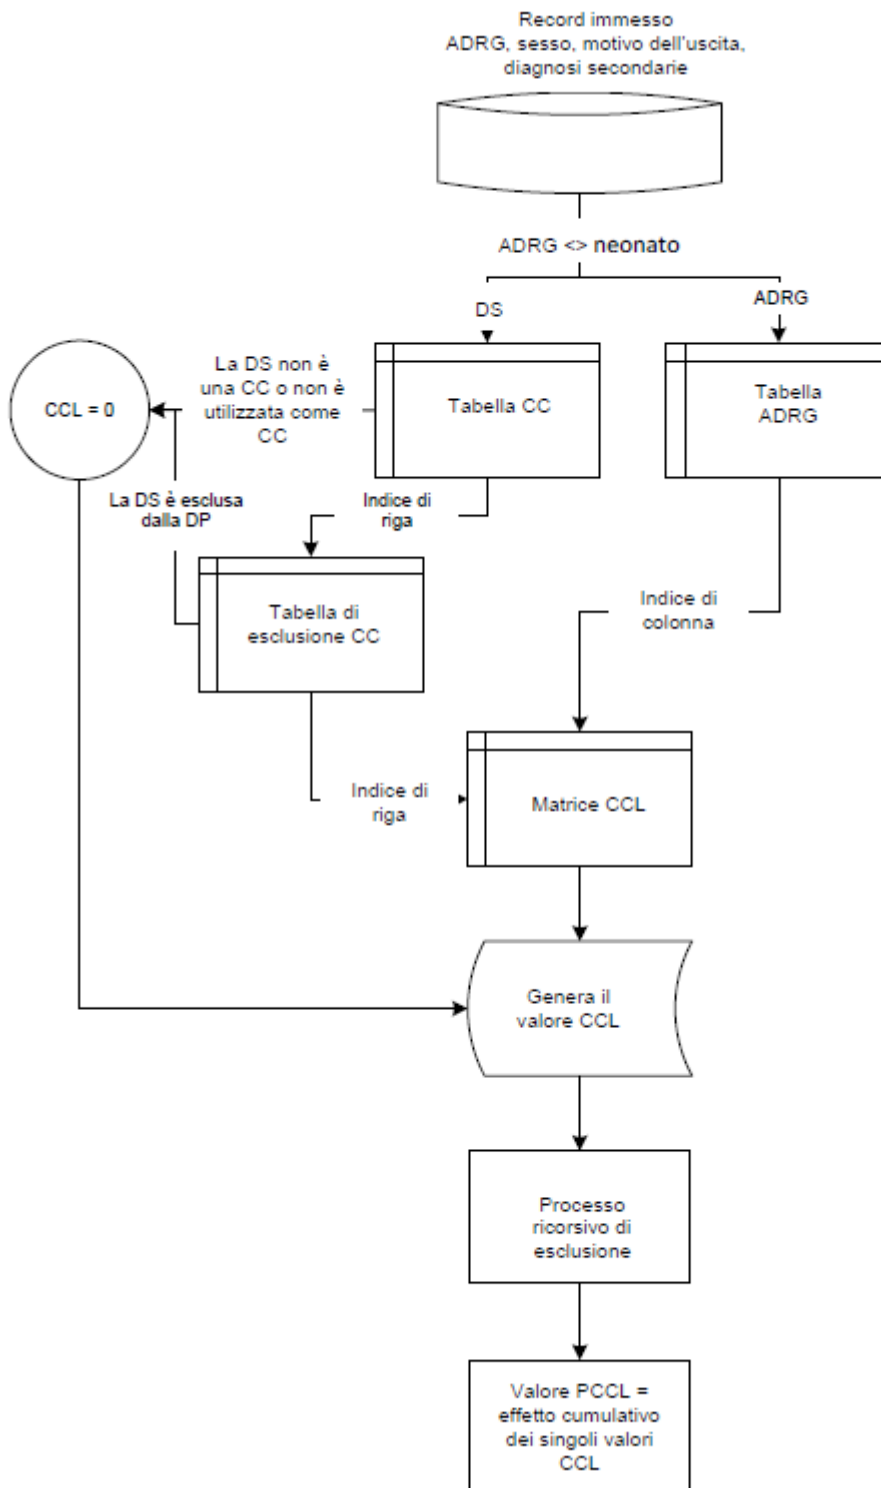 Record immesso
ADRG, sesso, motivo dell'uscita,
diagnosi secondarie
ADRG <> neonato
DS
ADRG
La DS non è
una CC o non è
utilizzata come
CC
CCL = 0
Tabella CC
Tabella
ADRG
La DS è esclusa
dalla DP
Indice di
riga
Tabella di
esclusione CC
Indice di
colonna
Indice di
riga
Matrice CCL
Genera il
valore CCL
Processo
ricorsivo di
esclusione
Valore PCCL =
effetto cumulativo
dei singoli valori
CCL